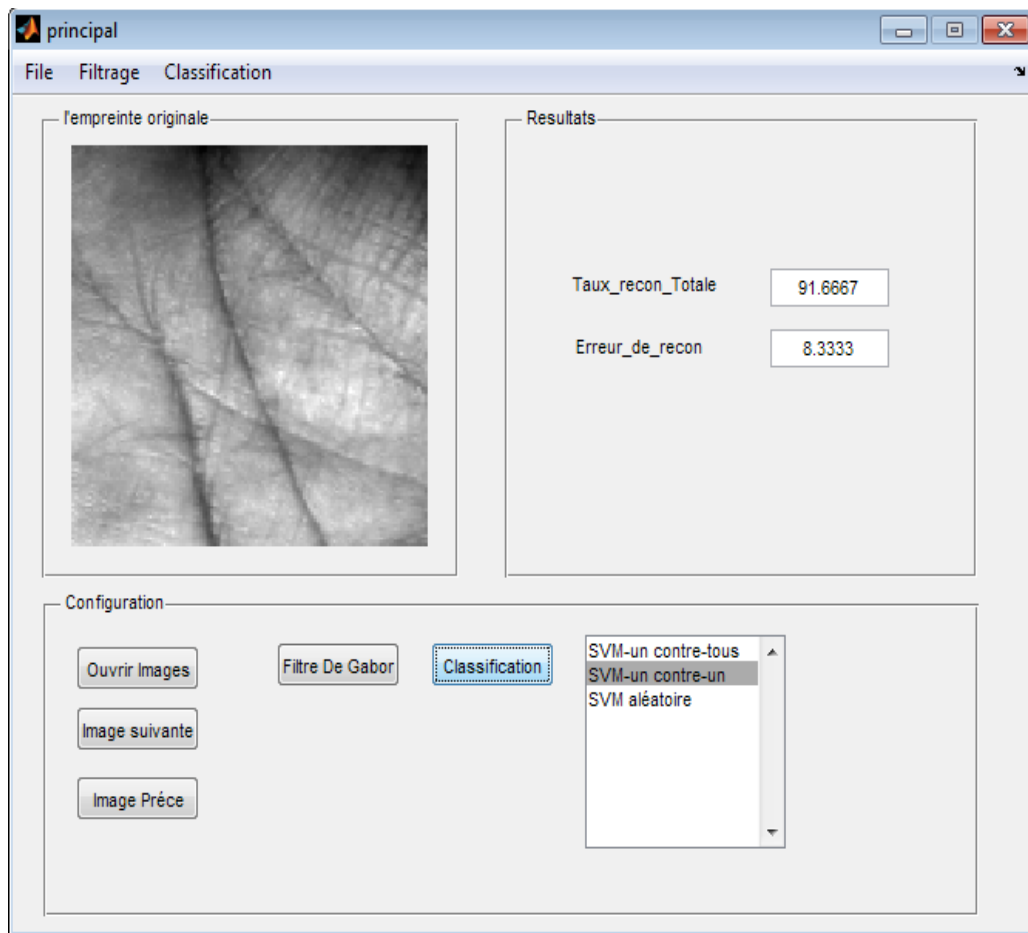 principal
File Filtrage Classification
l'empreinte originale
Resultats
Taux_recon_Totale 91.6667
Erreur_de_recon 8.3333
Configuration
Ouvrir Images
Filtre De Gabor
Classification
SVM-un contre-tous
SVM-un contre-un
SVM aléatoire
Image suivante
Image Préce